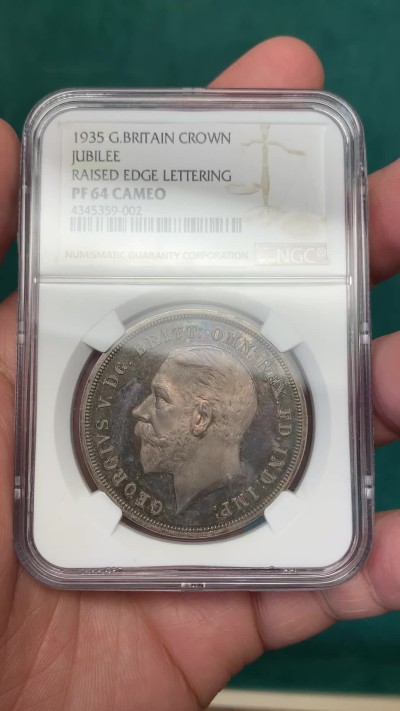 1935 G.BRITAIN CROWN
JUBILEE
RAISED EDGE LETTERING
PF 64 CAMEO
4345359-002
NUMISMATIC GUARANTY CORPORATION
NGC®
GEORGIVS V. DG. BRITT: OMN: REX. FD. IND: IMP: